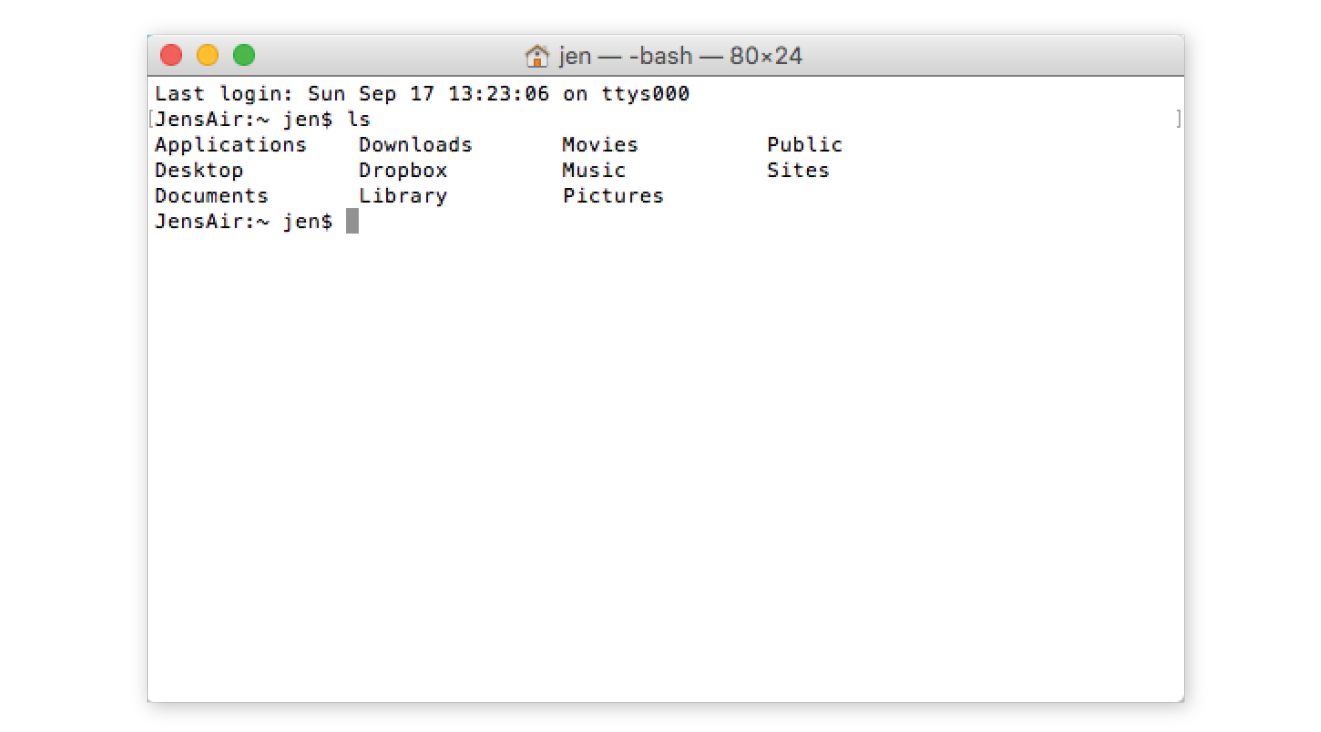 jen — -bash — 80×24
Last login: Sun Sep 17 13:23:06 on ttys000
[JensAir:~ jen$ ls ]
Applications Downloads Movies Public
Desktop Dropbox Music Sites
Documents Library Pictures
JensAir:~ jen$